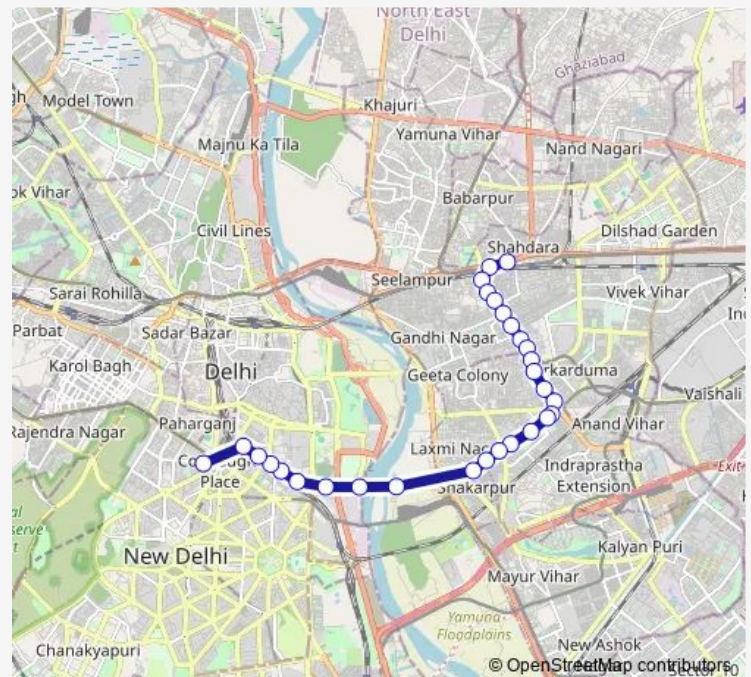 North East
Delhi
Ghaziabad
Model Town
Khajuri
Majnu Ka Tila
Yamuna Vihar
Nand Nagari
ok Vihar
Babarpur
Civil Lines
Shahdara
Dilshad Garden
Seelampur
Sarai Rohilla
Vivek Vihar
Parbat
Sadar Bazar
Gandhi Nagar
Karol Bagh
Delhi
Geeta Colony
rkarduma
Vaishali
Rajendra Nagar
Paharganj
Anand Vihar
Laxmi Na
Place
Shakarpur
Indraprastha
Extension
Exit
New Delhi
Kalyan Puri
Mayur Vihar
Yamuna
Floodplains
Chanakyapuri
New Ashok
© OpenStreetMap contributors